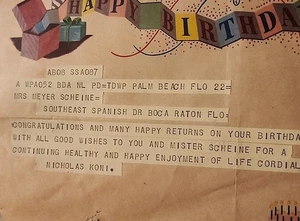 HAPPY BIRTHDA
AB08 SSA087
A WPA052 BDA NL PD=TDWP PALM BEACH FLO 22=
MRS MEYER SCHEINE=
SOUTHEAST SPANISH DR BOCA RATON FLO=
CONGRATULATIONS AND MANY HAPPY RETURNS ON YOUR BIRTHDA
WITH ALL GOOD WISHES TO YOU AND MISTER SCHEINE FOR A
CONTINUING HEALTHY AND HAPPY ENJOYMENT OF LIFE CORDIAL
NICHOLAS KONI.